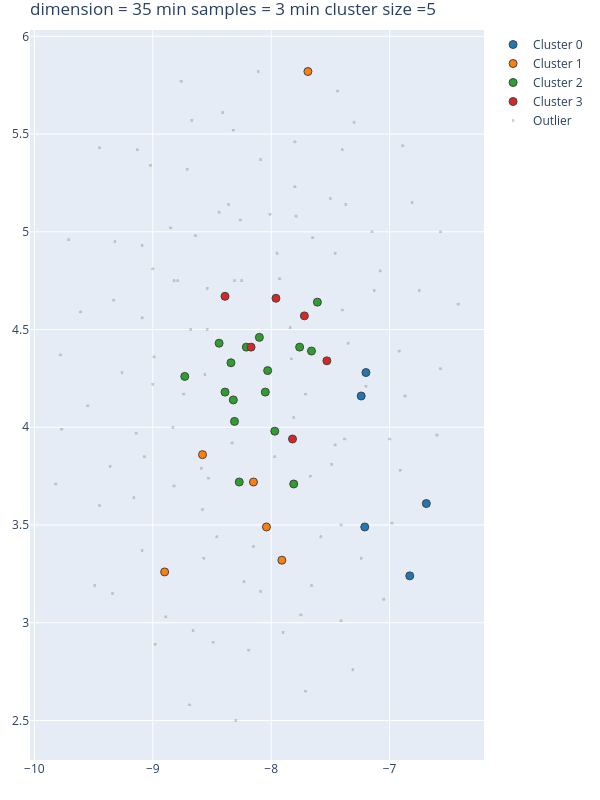 dimension = 35 min samples = 3 min cluster size =5
Cluster 0
Cluster 1
Cluster 2
Cluster 3
Outlier
6
5.5
5
4.5
4
3.5
3
2.5
−10
−9
−8
−7